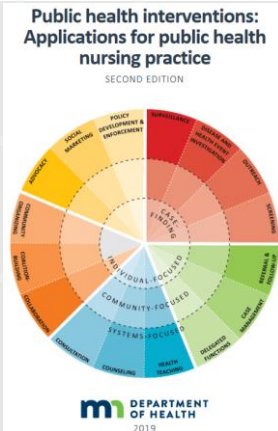 Public health interventions:
Applications for public health
nursing practice
SECOND EDITION
SURVEILLANCE
DISEASE AND
HEALTH EVENT
INVESTIGATION
OUTREACH
SCREENING
CASE-
FINDING
REFERRAL &
FOLLOW-UP
CASE
MANAGEMENT
DELEGATED
FUNCTIONS
HEALTH
TEACHING
COUNSELING
CONSULTATION
COLLABORATION
COALITION
BUILDING
COMMUNITY
ORGANIZING
ADVOCACY
SOCIAL
MARKETING
POLICY
DEVELOPMENT &
ENFORCEMENT
INDIVIDUAL-FOCUSED
COMMUNITY-FOCUSED
SYSTEMS-FOCUSED
DEPARTMENT
OF HEALTH
2019